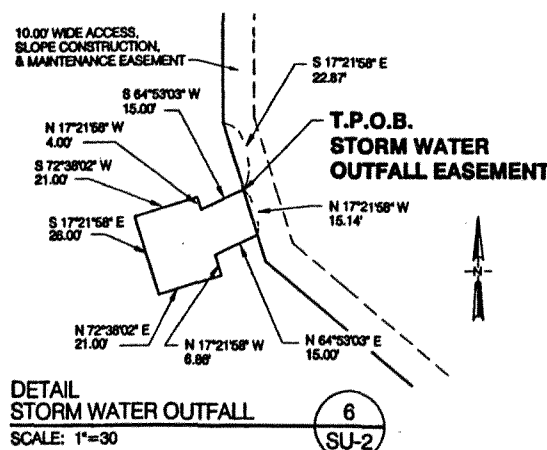 10.00' WIDE ACCESS,
SLOPE CONSTRUCTION,
& MAINTENANCE EASEMENT
S 17°21'58" E
22.87'
S 64°53'03" W
15.00'
T.P.O.B.
STORM WATER
OUTFALL EASEMENT
N 17°21'58" W
4.00'
S 72°38'02" W
21.00'
N 17°21'58" W
15.14'
S 17°21'58" E
26.00'
N
N 72°38'02" E
21.00'
N 17°21'58" W
6.86'
N 64°53'03" E
15.00'
DETAIL
STORM WATER OUTFALL
SCALE: 1"=30
6
SU-2